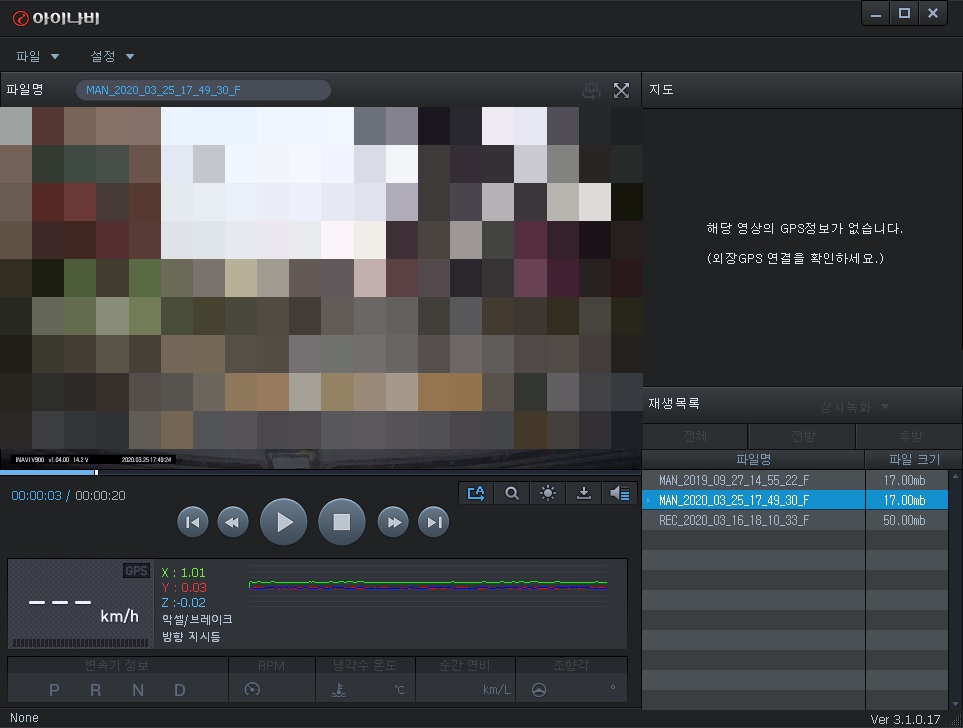 아이나비
파일 설정
파일명 MAN_2020_03_25_17_49_30_F
지도
해당 영상의 GPS정보가 없습니다.
(외장GPS 연결을 확인하세요.)
INAVI V900 v1.04.00 14.2 V 2020.03.25 17:49:24
00:00:03 / 00:00:20
재생목록 상시녹화
전체 전방 후방
파일명 파일 크기
MAN_2019_09_27_14_55_22_F 17.00mb
MAN_2020_03_25_17_49_30_F 17.00mb
REC_2020_03_16_18_10_33_F 50.00mb
GPS
--- km/h
X : 1.01
Y : 0.03
Z :-0.02
악셀/브레이크
방향 지시등
변속기 정보 RPM 냉각수 온도 순간 연비 조향각
P R N D ℃ km/L °
None
Ver 3.1.0.17